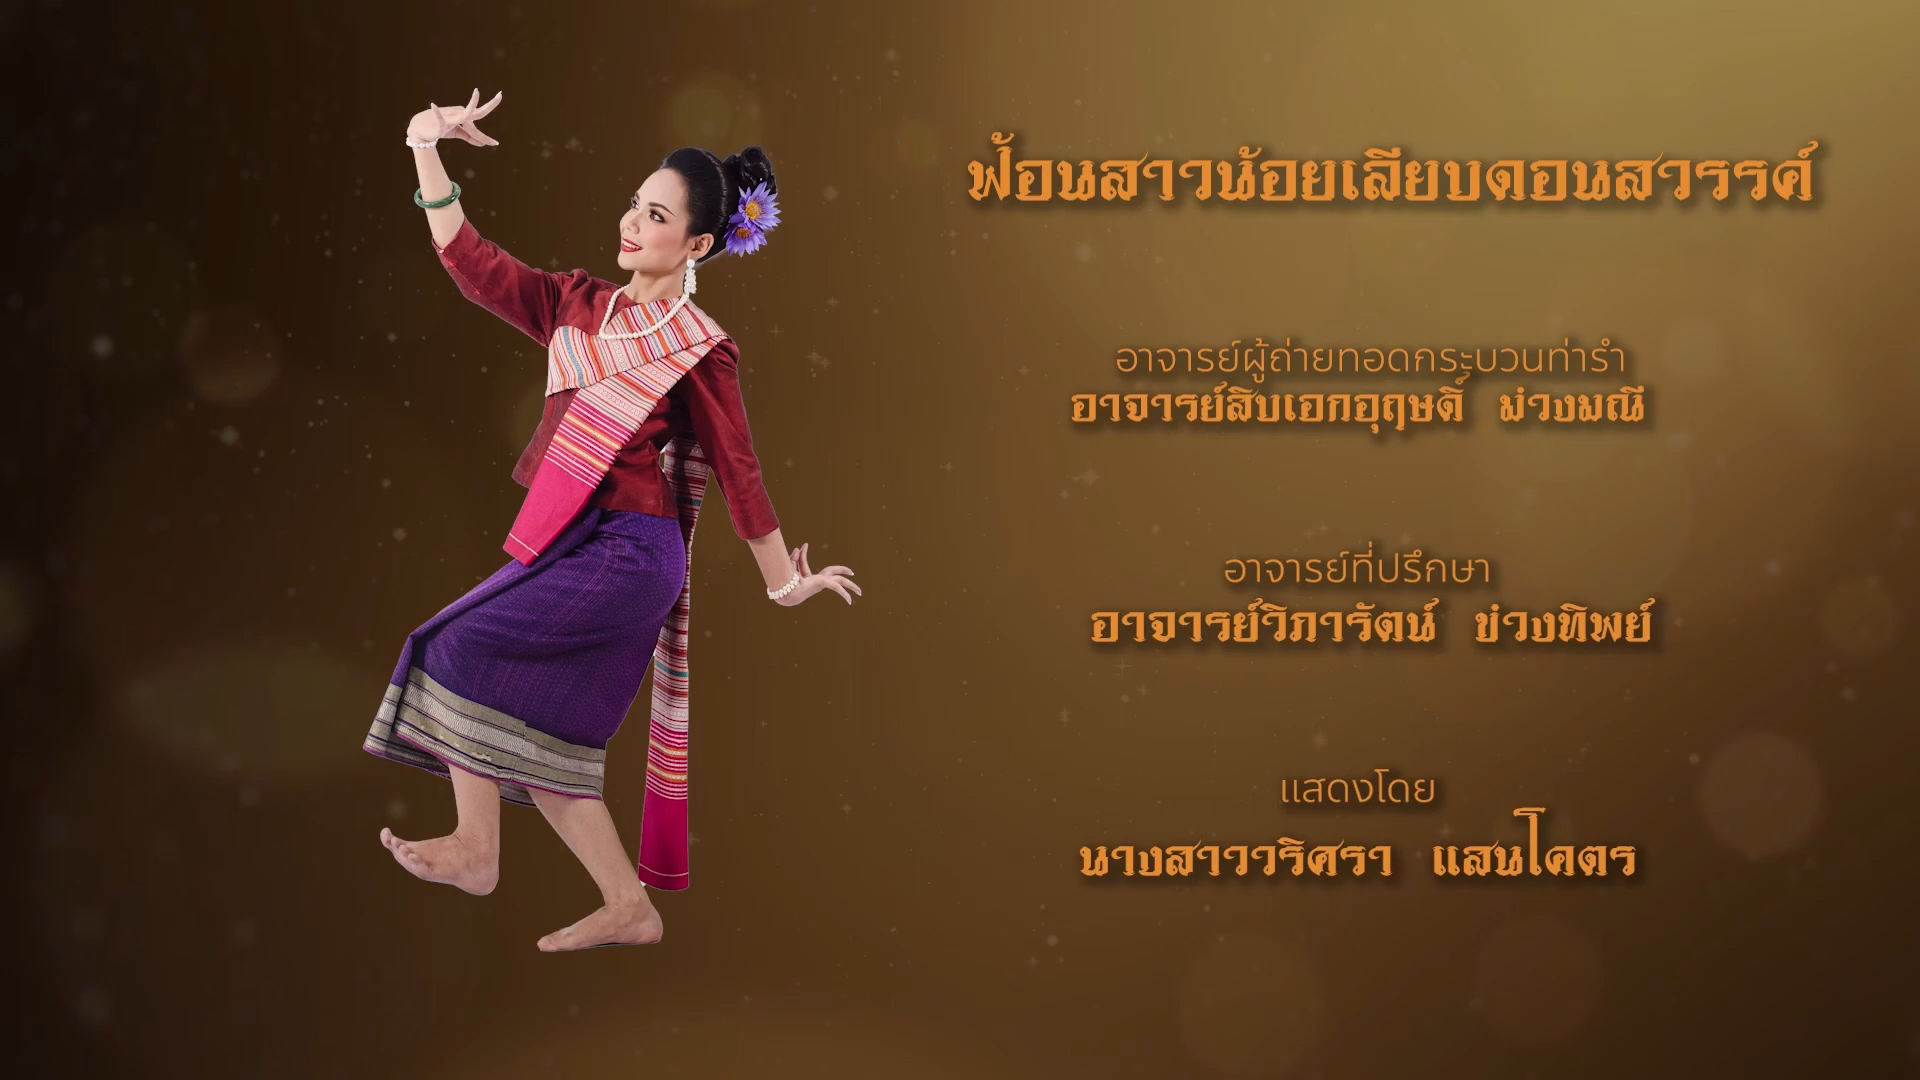 ฟ้อนสาวน้อยเลียบดอนสวรรค์
อาจารย์ผู้ถ่ายทอดกระบวนท่ารำ
อาจารย์สิบเอกอุฤษดิ์ ม่วงมณี
อาจารย์ที่ปรึกษา
อาจารย์วิภารัตน์ ข่วงทิพย์
แสดงโดย
นางสาววริศรา แสนโคตร